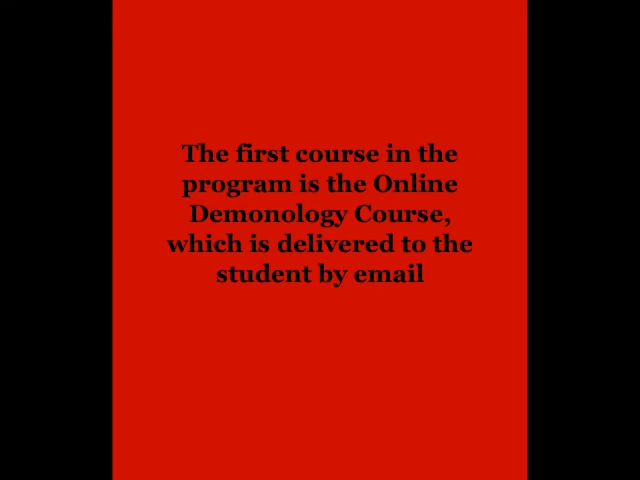 The first course in the
program is the Online
Demonology Course,
which is delivered to the
student by email